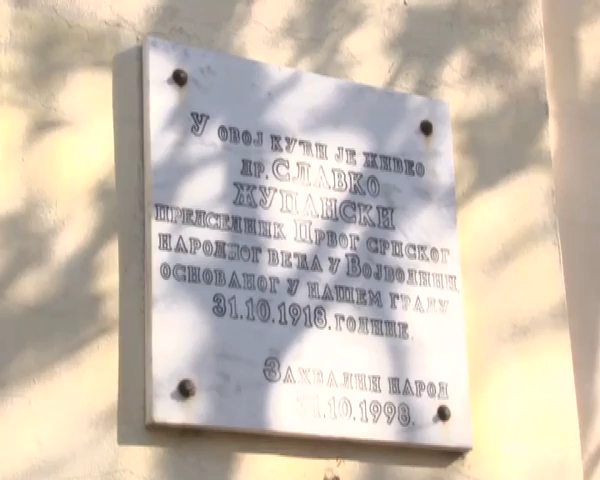 У ОВОЈ КУЋИ ЈЕ ЖИВЕО
ДР. СЛАВКО
ЖУПАНСКИ
ПРЕДСЕДНИК ПРВОГ СРПСКОГ
НАРОДНОГ ВЕЋА У ВОЈВОДИНИ,
ОСНОВАНОГ У НАШЕМ ГРАДУ
31.10.1918. ГОДИНЕ.
ЗАХВАЛНИ НАРОД
31.10.1998.